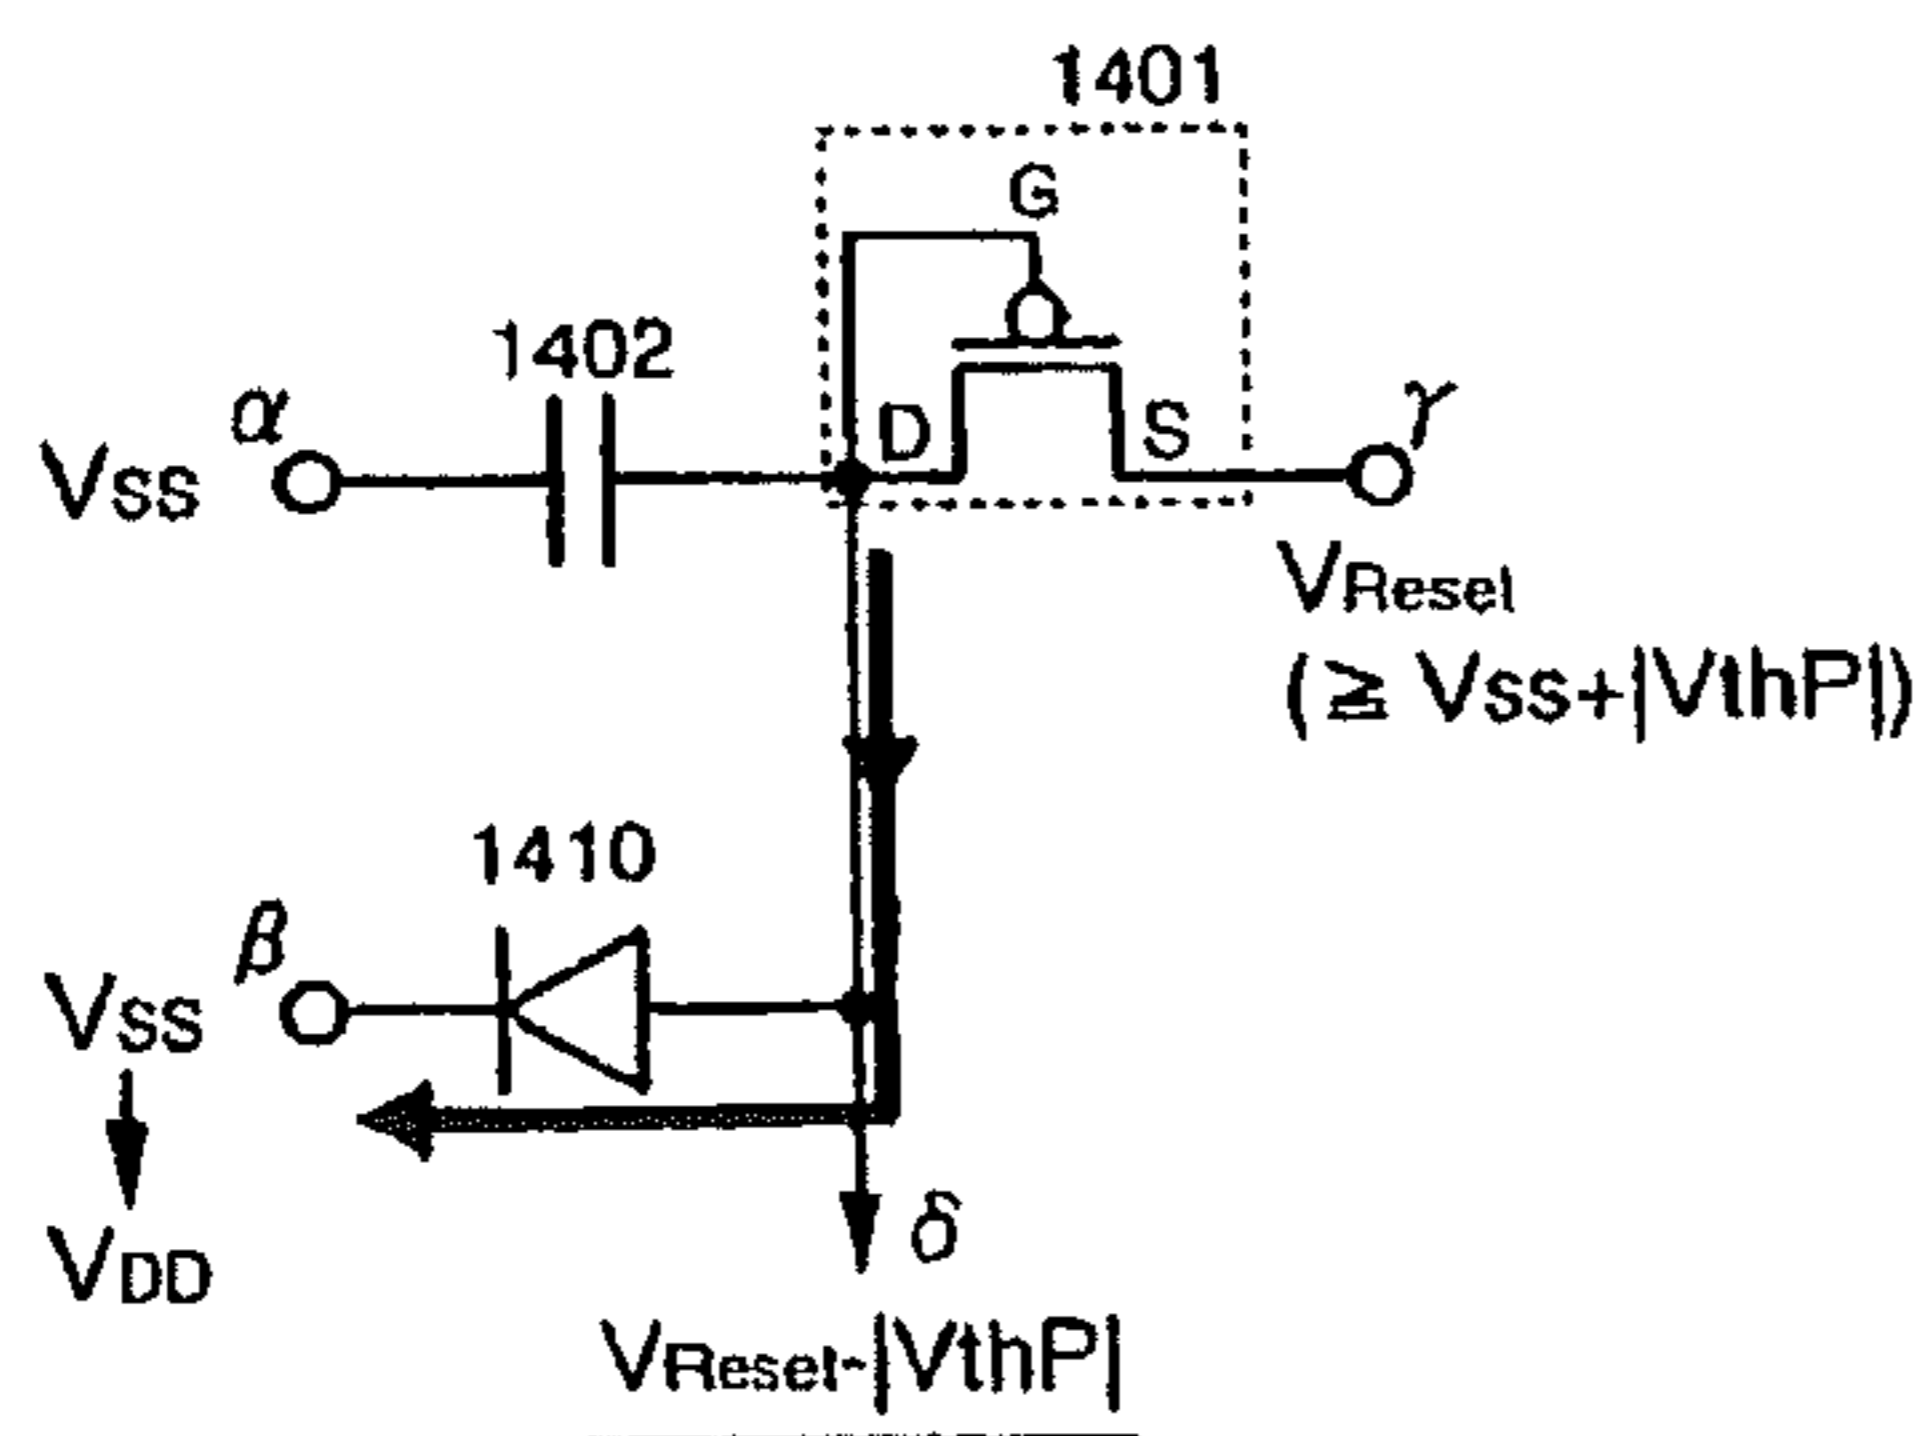 1401
G
1402
α
D
S
γ
VSS
VReset
(≧ VSS+|VthP|)
1410
β
VSS
VDD
δ
VReset-|VthP|